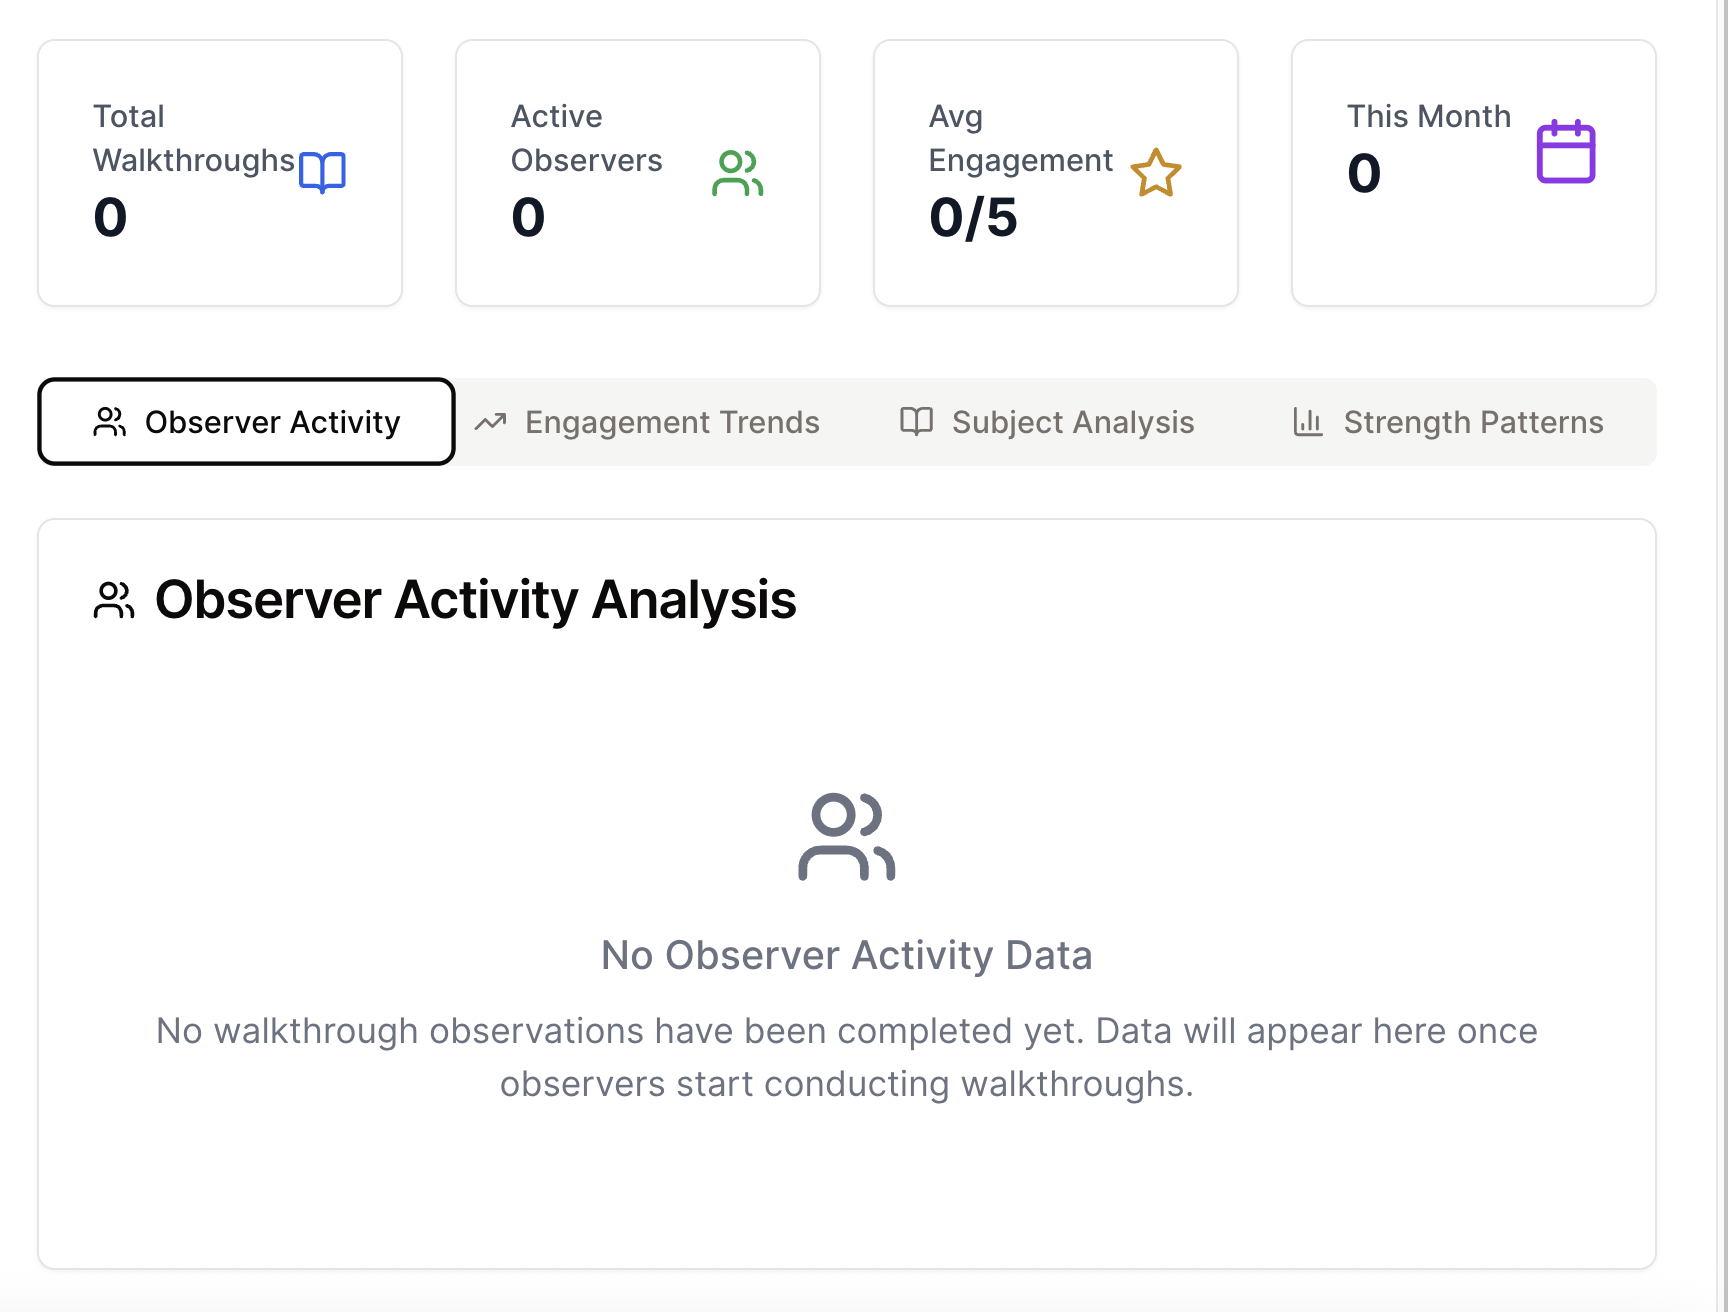 Total
Walkthroughs
0
Active
Observers
0
Avg
Engagement
0/5
This Month
0
Observer Activity
Engagement Trends
Subject Analysis
Strength Patterns
Observer Activity Analysis
No Observer Activity Data
No walkthrough observations have been completed yet. Data will appear here once
observers start conducting walkthroughs.